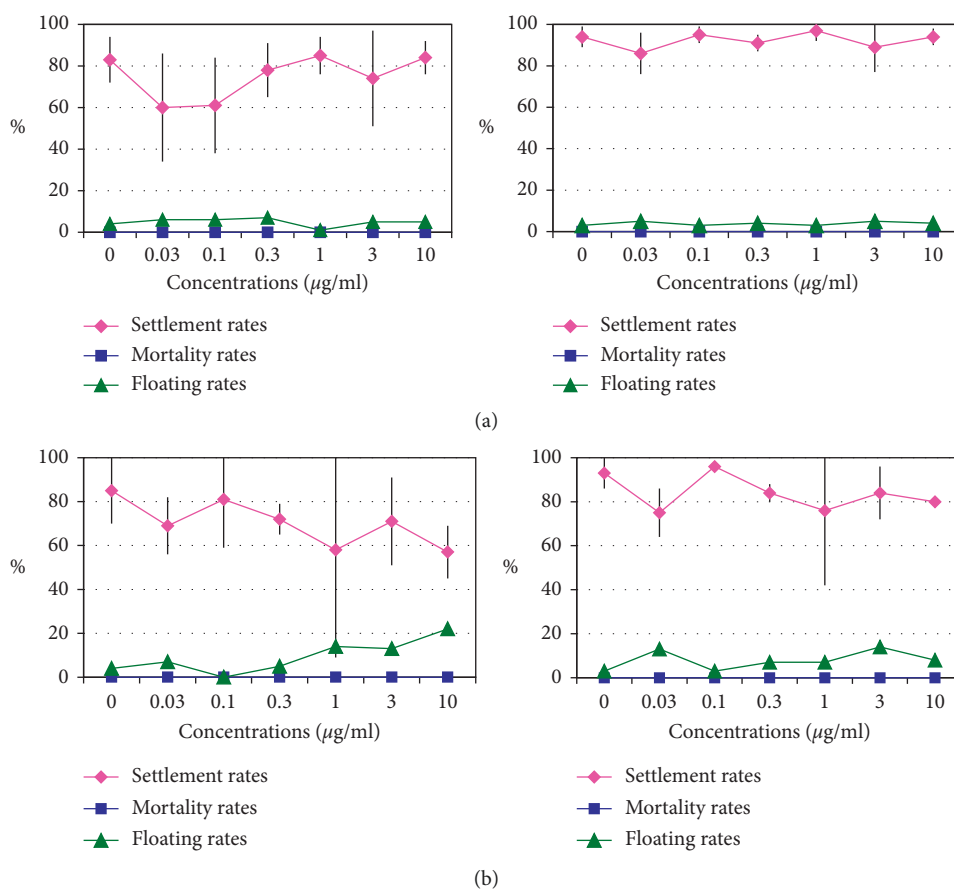 100
80
60
40
20
0
%
0 0.03 0.1 0.3 1 3 10
Concentrations (μg/ml)
Settlement rates
Mortality rates
Floating rates
100
80
60
40
20
0
%
0 0.03 0.1 0.3 1 3 10
Concentrations (μg/ml)
Settlement rates
Mortality rates
Floating rates
(a)
100
80
60
40
20
0
%
0 0.03 0.1 0.3 1 3 10
Concentrations (μg/ml)
Settlement rates
Mortality rates
Floating rates
100
80
60
40
20
0
%
0 0.03 0.1 0.3 1 3 10
Concentrations (μg/ml)
Settlement rates
Mortality rates
Floating rates
(b)